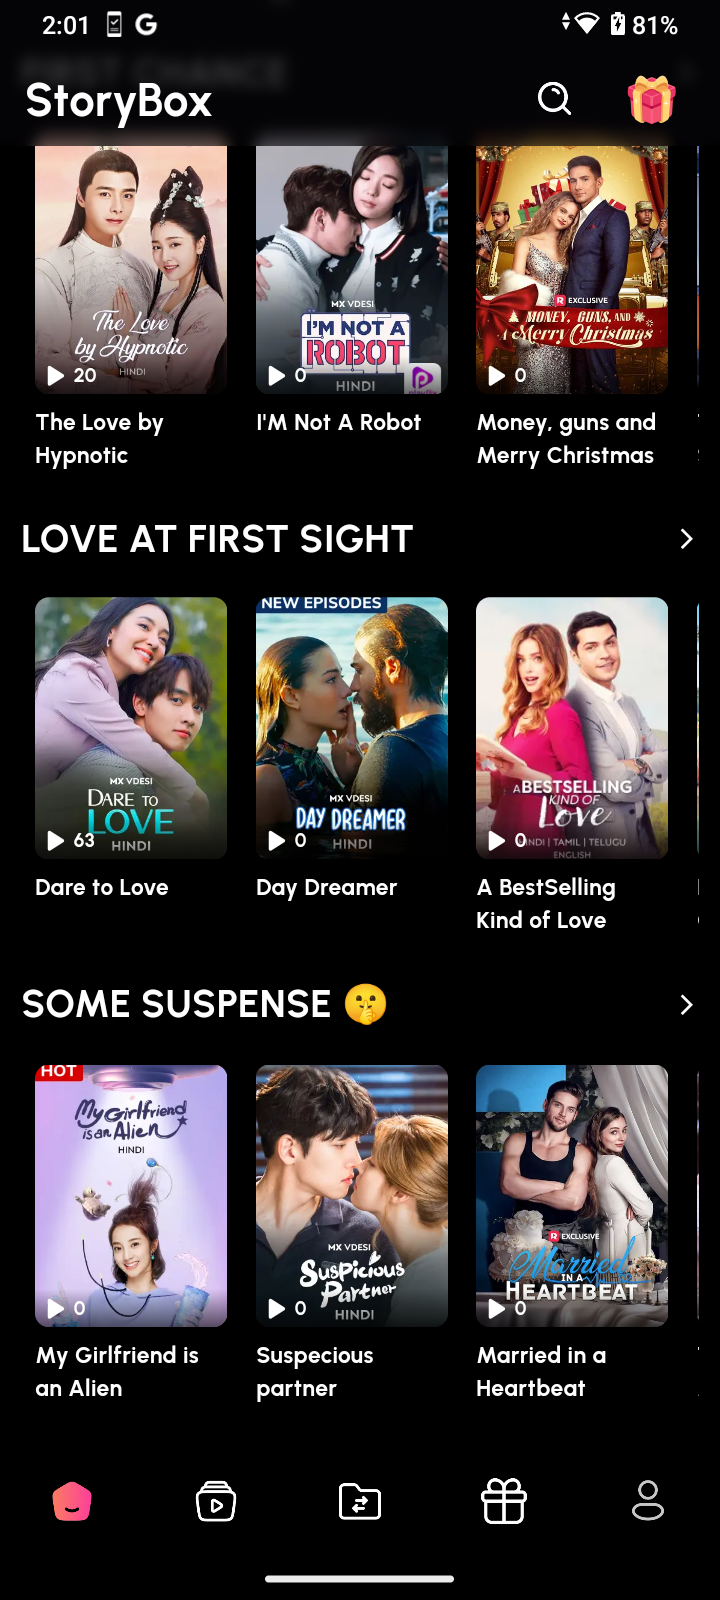 2:01
81%
FIRST CHANCE
StoryBox
The Love
by Hypnotic
HINDI
20
MX VDESI
I'M NOT A
ROBOT
HINDI
0
R EXCLUSIVE
MONEY, GUNS, AND
A Merry Christmas
0
The Love by
Hypnotic
I'M Not A Robot
Money, guns and
Merry Christmas
LOVE AT FIRST SIGHT
MX VDESI
DARE TO
LOVE
HINDI
63
NEW EPISODES
MX VDESI
DAY DREAMER
HINDI
0
A BESTSELLING
KIND OF
Love
HINDI | TAMIL | TELUGU
ENGLISH
0
Dare to Love
Day Dreamer
A BestSelling
Kind of Love
SOME SUSPENSE 🤫
HOT
My Girlfriend
is an Alien
HINDI
0
MX VDESI
Suspicious
Partner
HINDI
0
R EXCLUSIVE
Married
IN A
HEARTBEAT
0
My Girlfriend is
an Alien
Suspecious
partner
Married in a
Heartbeat